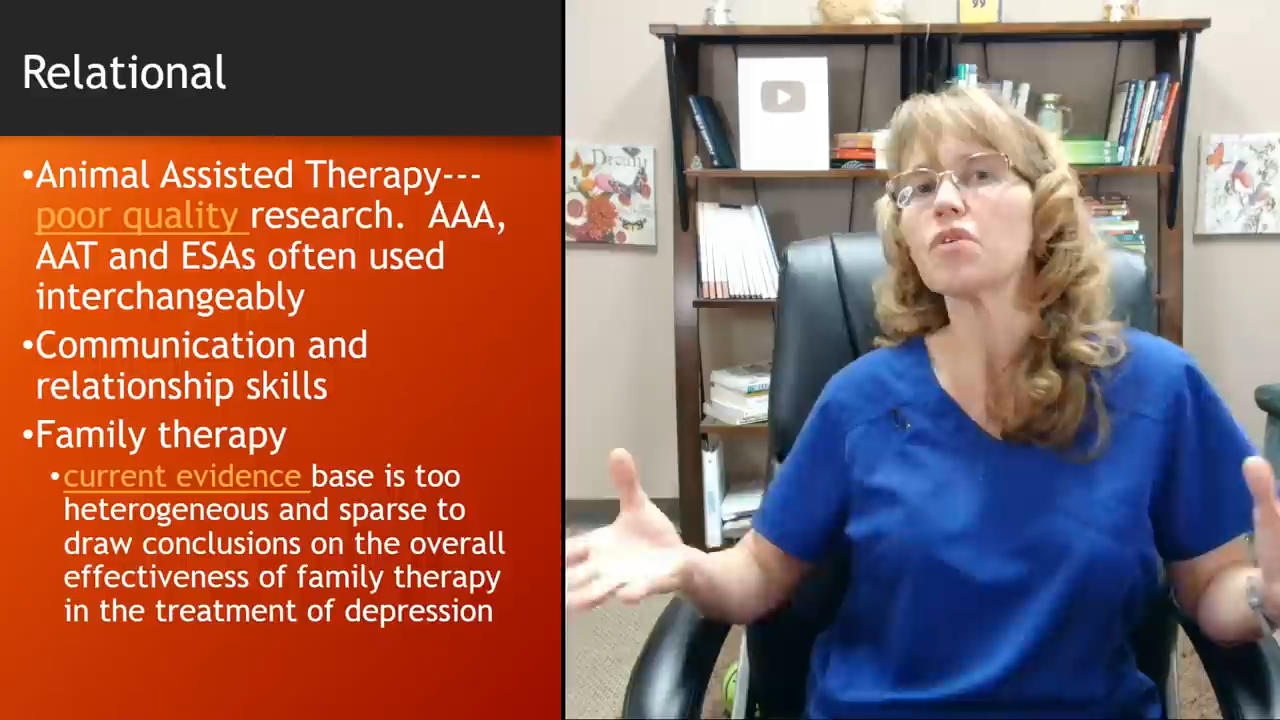 Relational
•Animal Assisted Therapy---
poor quality research.  AAA,
AAT and ESAs often used
interchangeably
•Communication and
relationship skills
•Family therapy
•current evidence base is too
heterogeneous and sparse to
draw conclusions on the overall
effectiveness of family therapy
in the treatment of depression
Dream
99